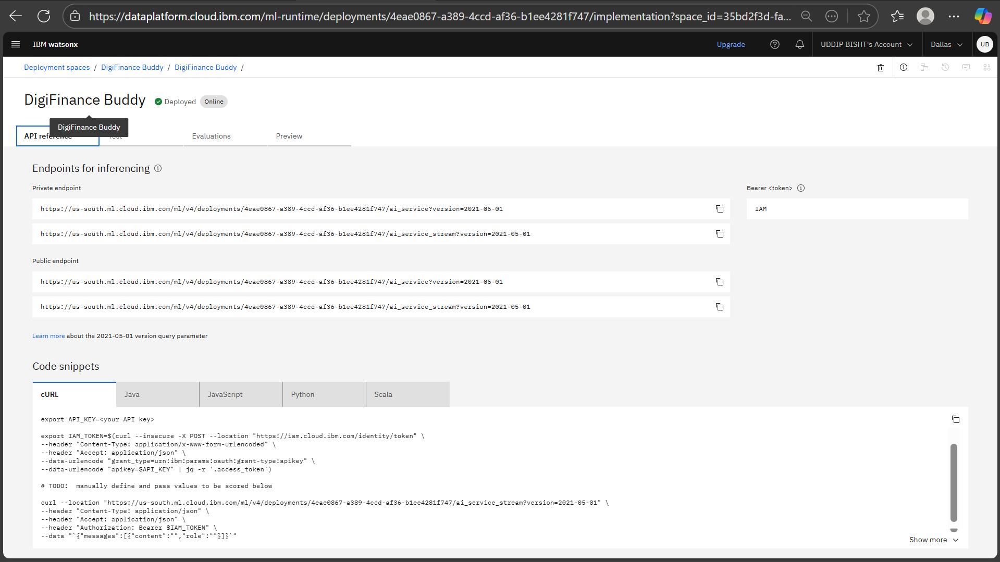 https://dataplatform.cloud.ibm.com/ml-runtime/deployments/4eae0867-a389-4ccd-af36-b1ee4281f747/implementation?space_id=35bd2f3d-fa...
IBM watsonx
Upgrade
UDDIP BISHT's Account
Dallas
UB
Deployment spaces / DigiFinance Buddy / DigiFinance Buddy /
DigiFinance Buddy
Deployed
Online
DigiFinance Buddy
API reference
Test
Evaluations
Preview
Endpoints for inferencing
Private endpoint
Bearer <token>
https://us-south.ml.cloud.ibm.com/ml/v4/deployments/4eae0867-a389-4ccd-af36-b1ee4281f747/ai_service?version=2021-05-01
IAM
https://us-south.ml.cloud.ibm.com/ml/v4/deployments/4eae0867-a389-4ccd-af36-b1ee4281f747/ai_service_stream?version=2021-05-01
Public endpoint
https://us-south.ml.cloud.ibm.com/ml/v4/deployments/4eae0867-a389-4ccd-af36-b1ee4281f747/ai_service?version=2021-05-01
https://us-south.ml.cloud.ibm.com/ml/v4/deployments/4eae0867-a389-4ccd-af36-b1ee4281f747/ai_service_stream?version=2021-05-01
Learn more about the 2021-05-01 version query parameter
Code snippets
cURL
Java
JavaScript
Python
Scala
export API_KEY=<your API key>
export IAM_TOKEN=$(curl --insecure -X POST --location "https://iam.cloud.ibm.com/identity/token" \
--header "Content-Type: application/x-www-form-urlencoded" \
--header "Accept: application/json" \
--data-urlencode "grant_type=urn:ibm:params:oauth:grant-type:apikey" \
--data-urlencode "apikey=$API_KEY" | jq -r '.access_token')
# TODO:  manually define and pass values to be scored below
curl --location "https://us-south.ml.cloud.ibm.com/ml/v4/deployments/4eae0867-a389-4ccd-af36-b1ee4281f747/ai_service_stream?version=2021-05-01" \
--header "Content-Type: application/json" \
--header "Accept: application/json" \
--header "Authorization: Bearer $IAM_TOKEN" \
--data "`{"messages":[{"content":"","role":""}]}`"
Show more